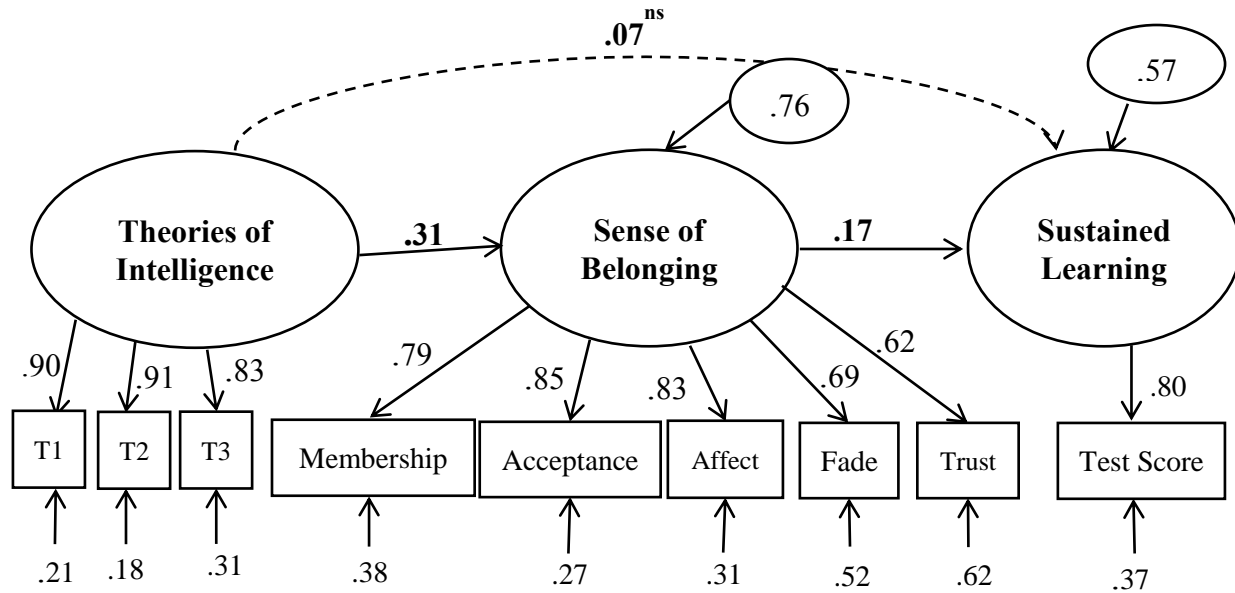 .07ns
.76
.57
Theories of
Intelligence
.31
Sense of
Belonging
.17
Sustained
Learning
.90
.91
.83
.79
.85
.83
.69
.62
.80
T1
T2
T3
Membership
Acceptance
Affect
Fade
Trust
Test Score
.21
.18
.31
.38
.27
.31
.52
.62
.37